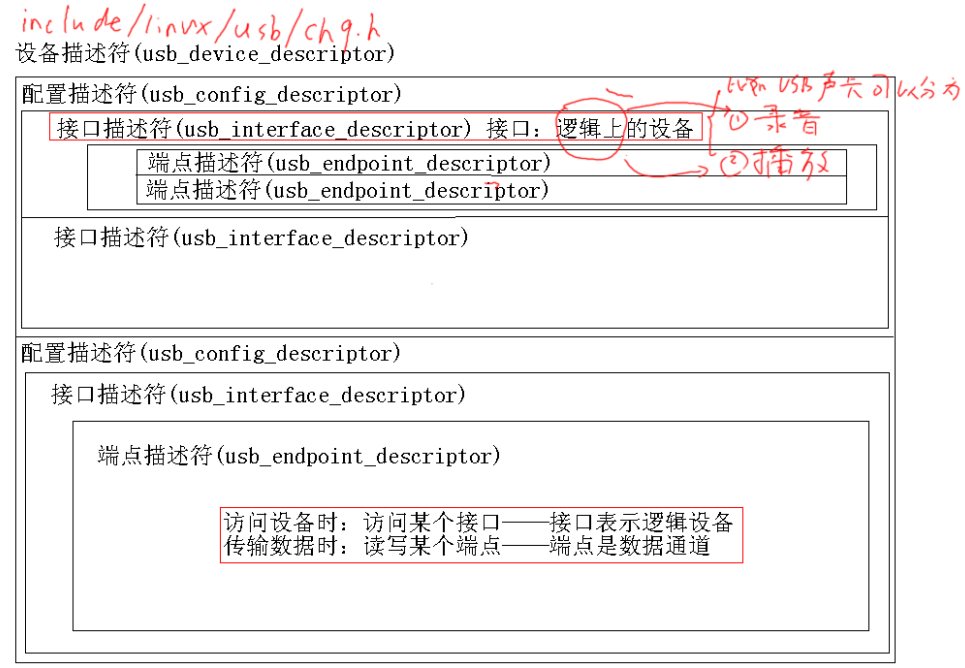 include/linux/usb/ch9.h
设备描述符(usb_device_descriptor)
配置描述符(usb_config_descriptor)
比如 USB 声卡可以分为
接口描述符(usb_interface_descriptor) 接口：逻辑上的设备
① 录音
② 播放
端点描述符(usb_endpoint_descriptor)
端点描述符(usb_endpoint_descriptor)
接口描述符(usb_interface_descriptor)
配置描述符(usb_config_descriptor)
接口描述符(usb_interface_descriptor)
端点描述符(usb_endpoint_descriptor)
访问设备时：访问某个接口——接口表示逻辑设备
传输数据时：读写某个端点——端点是数据通道